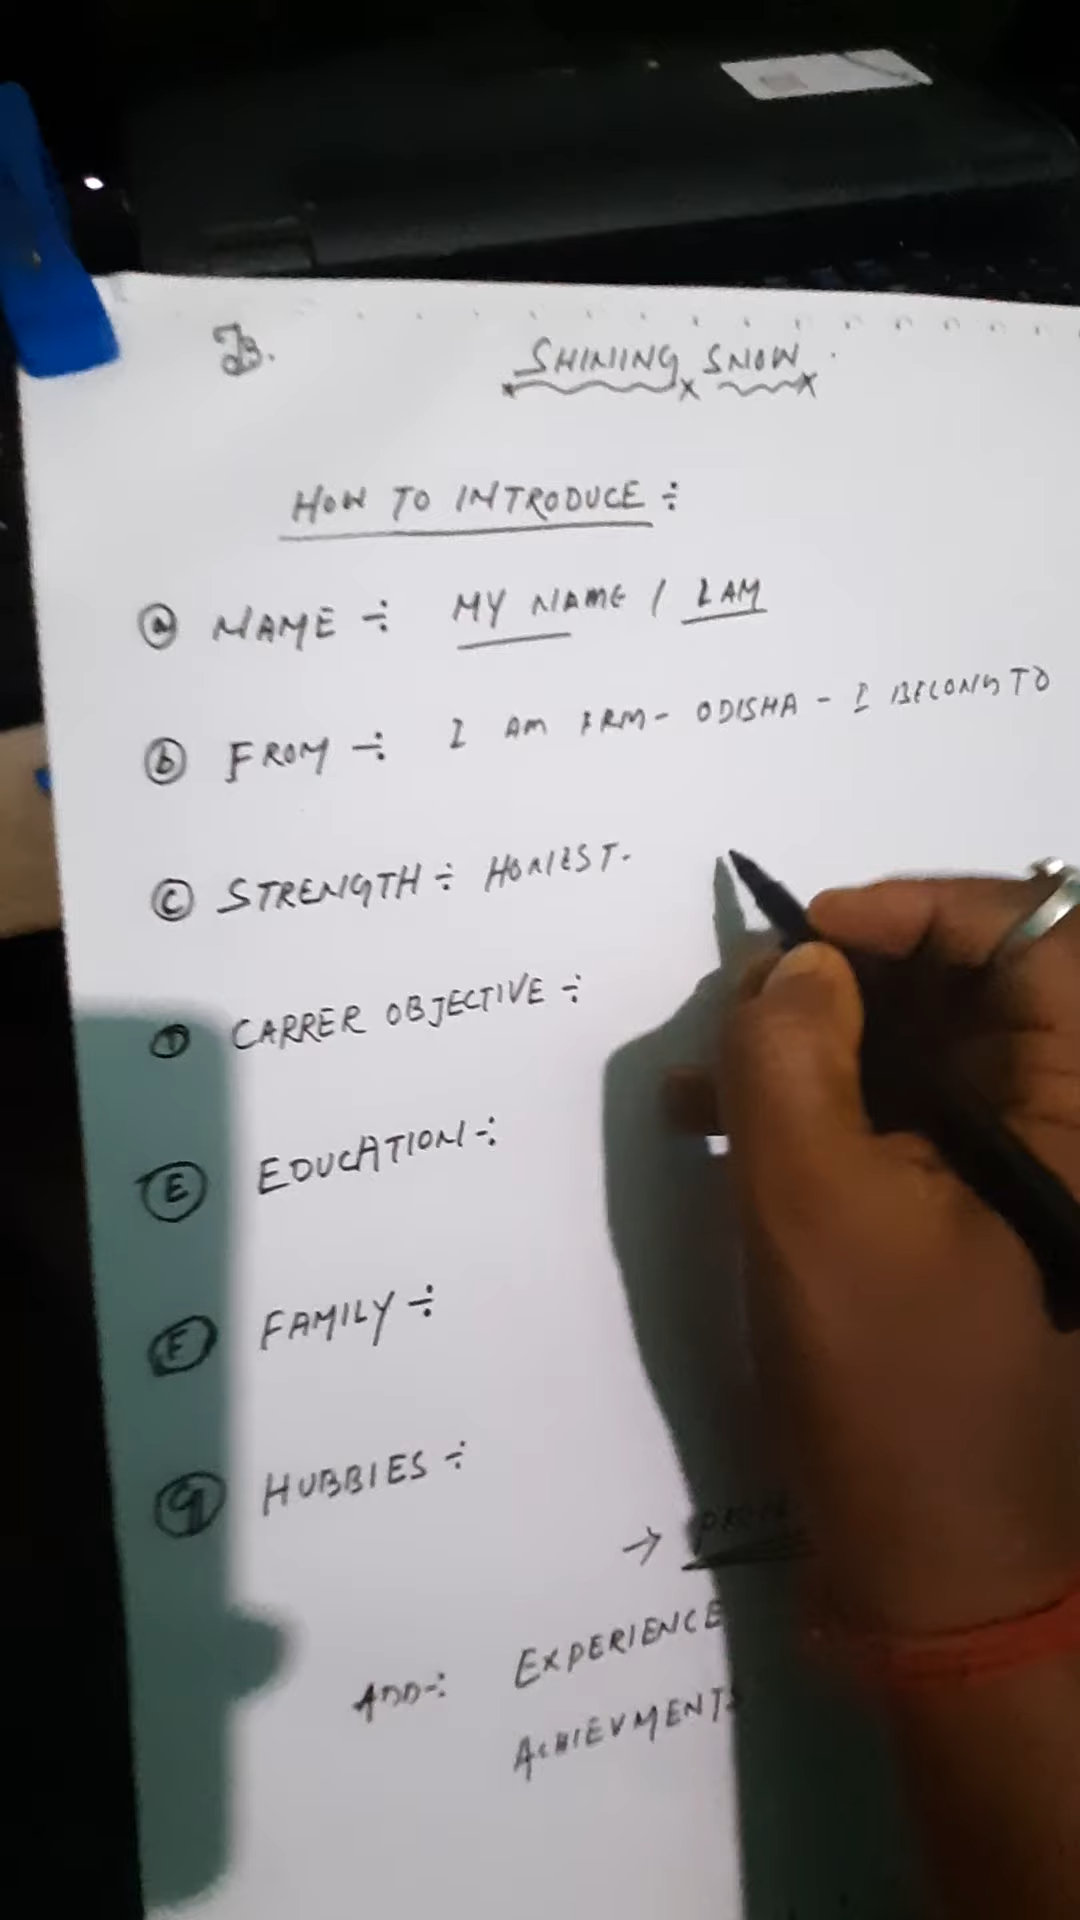 SHINING SNOW
HOW TO INTRODUCE ÷
(a) NAME ÷ MY NAME / I AM
(b) FROM ÷ I AM FRM - ODISHA - I BELONG TO
(C) STRENGTH ÷ HONEST.
(D) CARRER OBJECTIVE ÷
(E) EDUCATION ÷
(F) FAMILY ÷
(g) HUBBIES ÷
→
ADD ÷ EXPERIENCE
ACHIEVMENTS